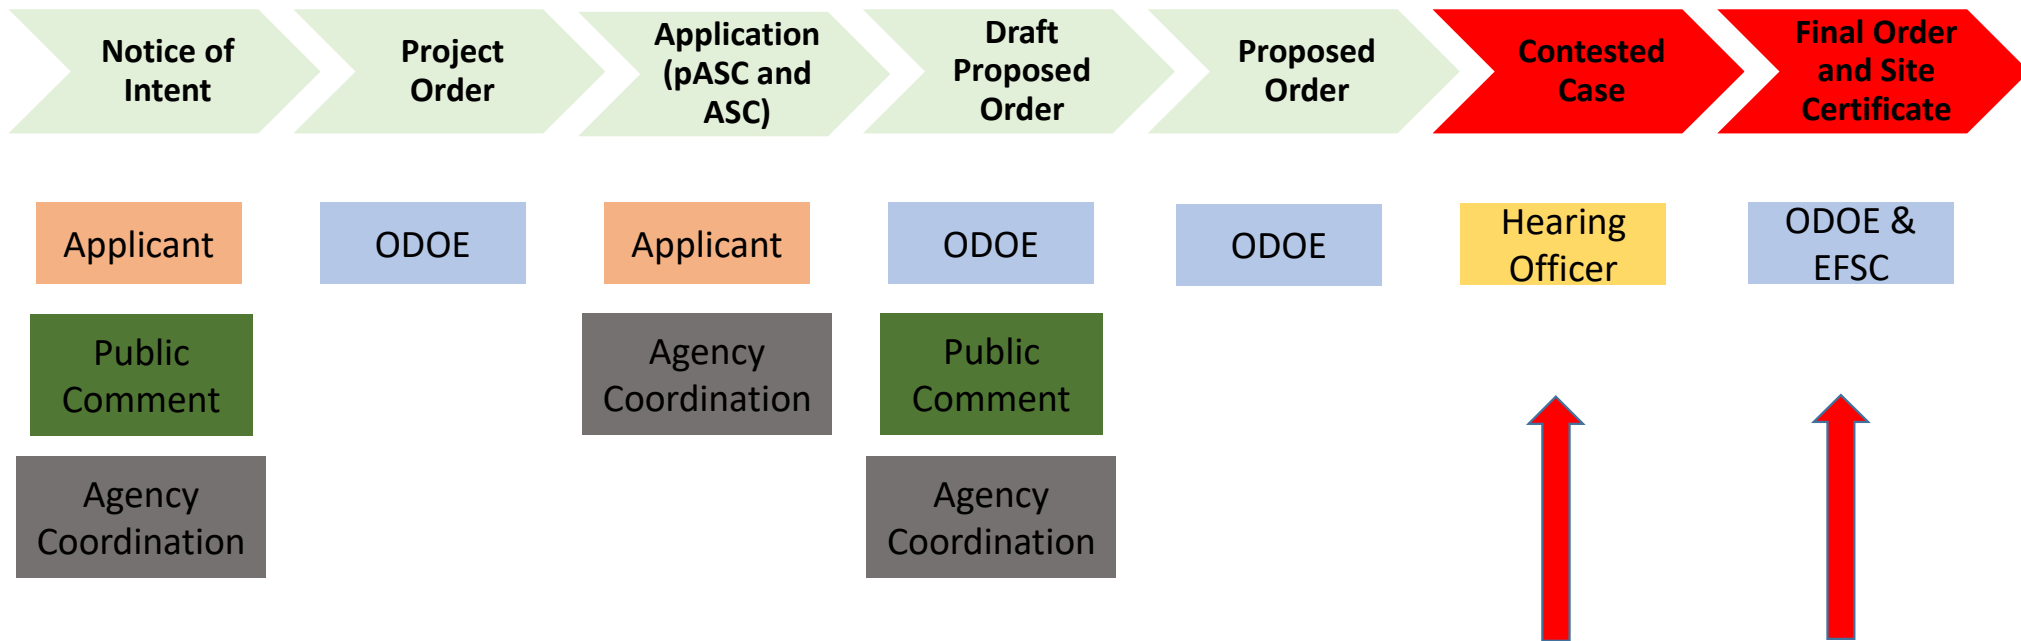 Notice of
Intent
Project
Order
Application
(pASC and
ASC)
Draft
Proposed
Order
Proposed
Order
Contested
Case
Final Order
and Site
Certificate
Applicant
ODOE
Applicant
ODOE
ODOE
Hearing
Officer
ODOE &
EFSC
Public
Comment
Agency
Coordination
Public
Comment
Agency
Coordination
Agency
Coordination